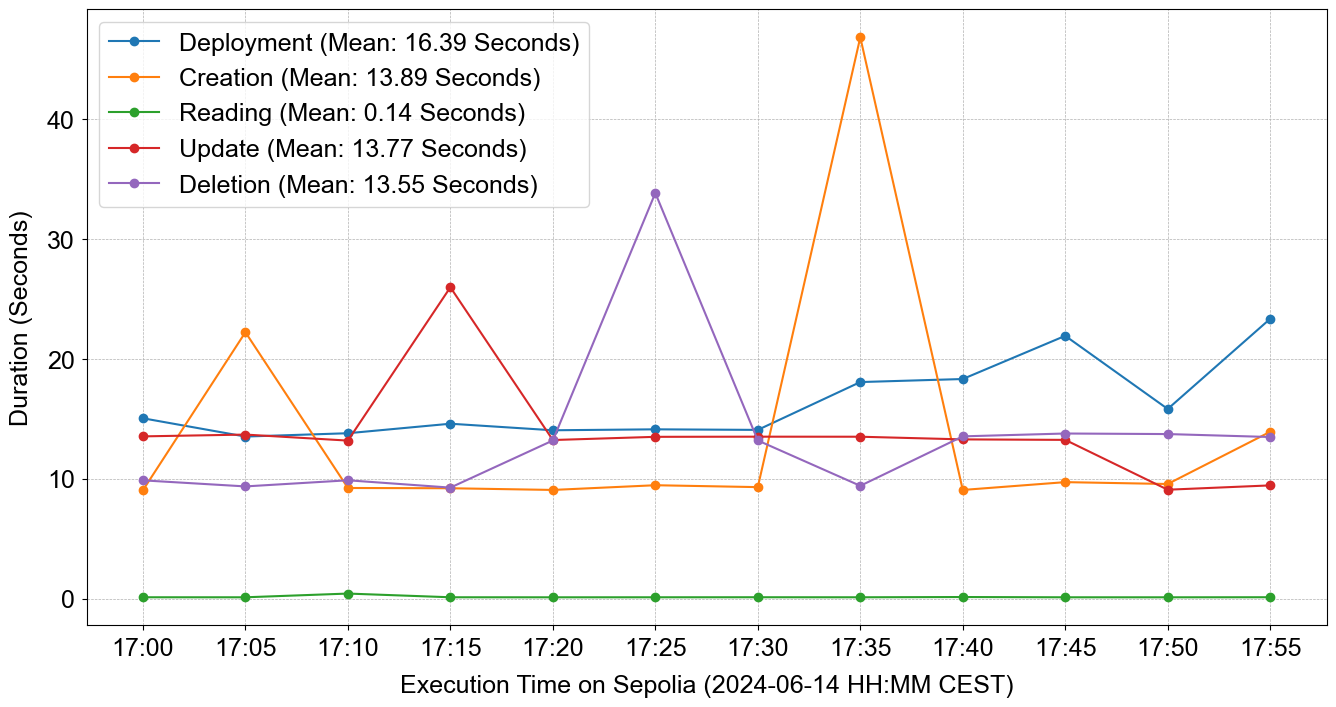 Deployment (Mean: 16.39 Seconds)
Creation (Mean: 13.89 Seconds)
Reading (Mean: 0.14 Seconds)
Update (Mean: 13.77 Seconds)
Deletion (Mean: 13.55 Seconds)
Duration (Seconds)
40
30
20
10
0
17:00 17:05 17:10 17:15 17:20 17:25 17:30 17:35 17:40 17:45 17:50 17:55
Execution Time on Sepolia (2024-06-14 HH:MM CEST)